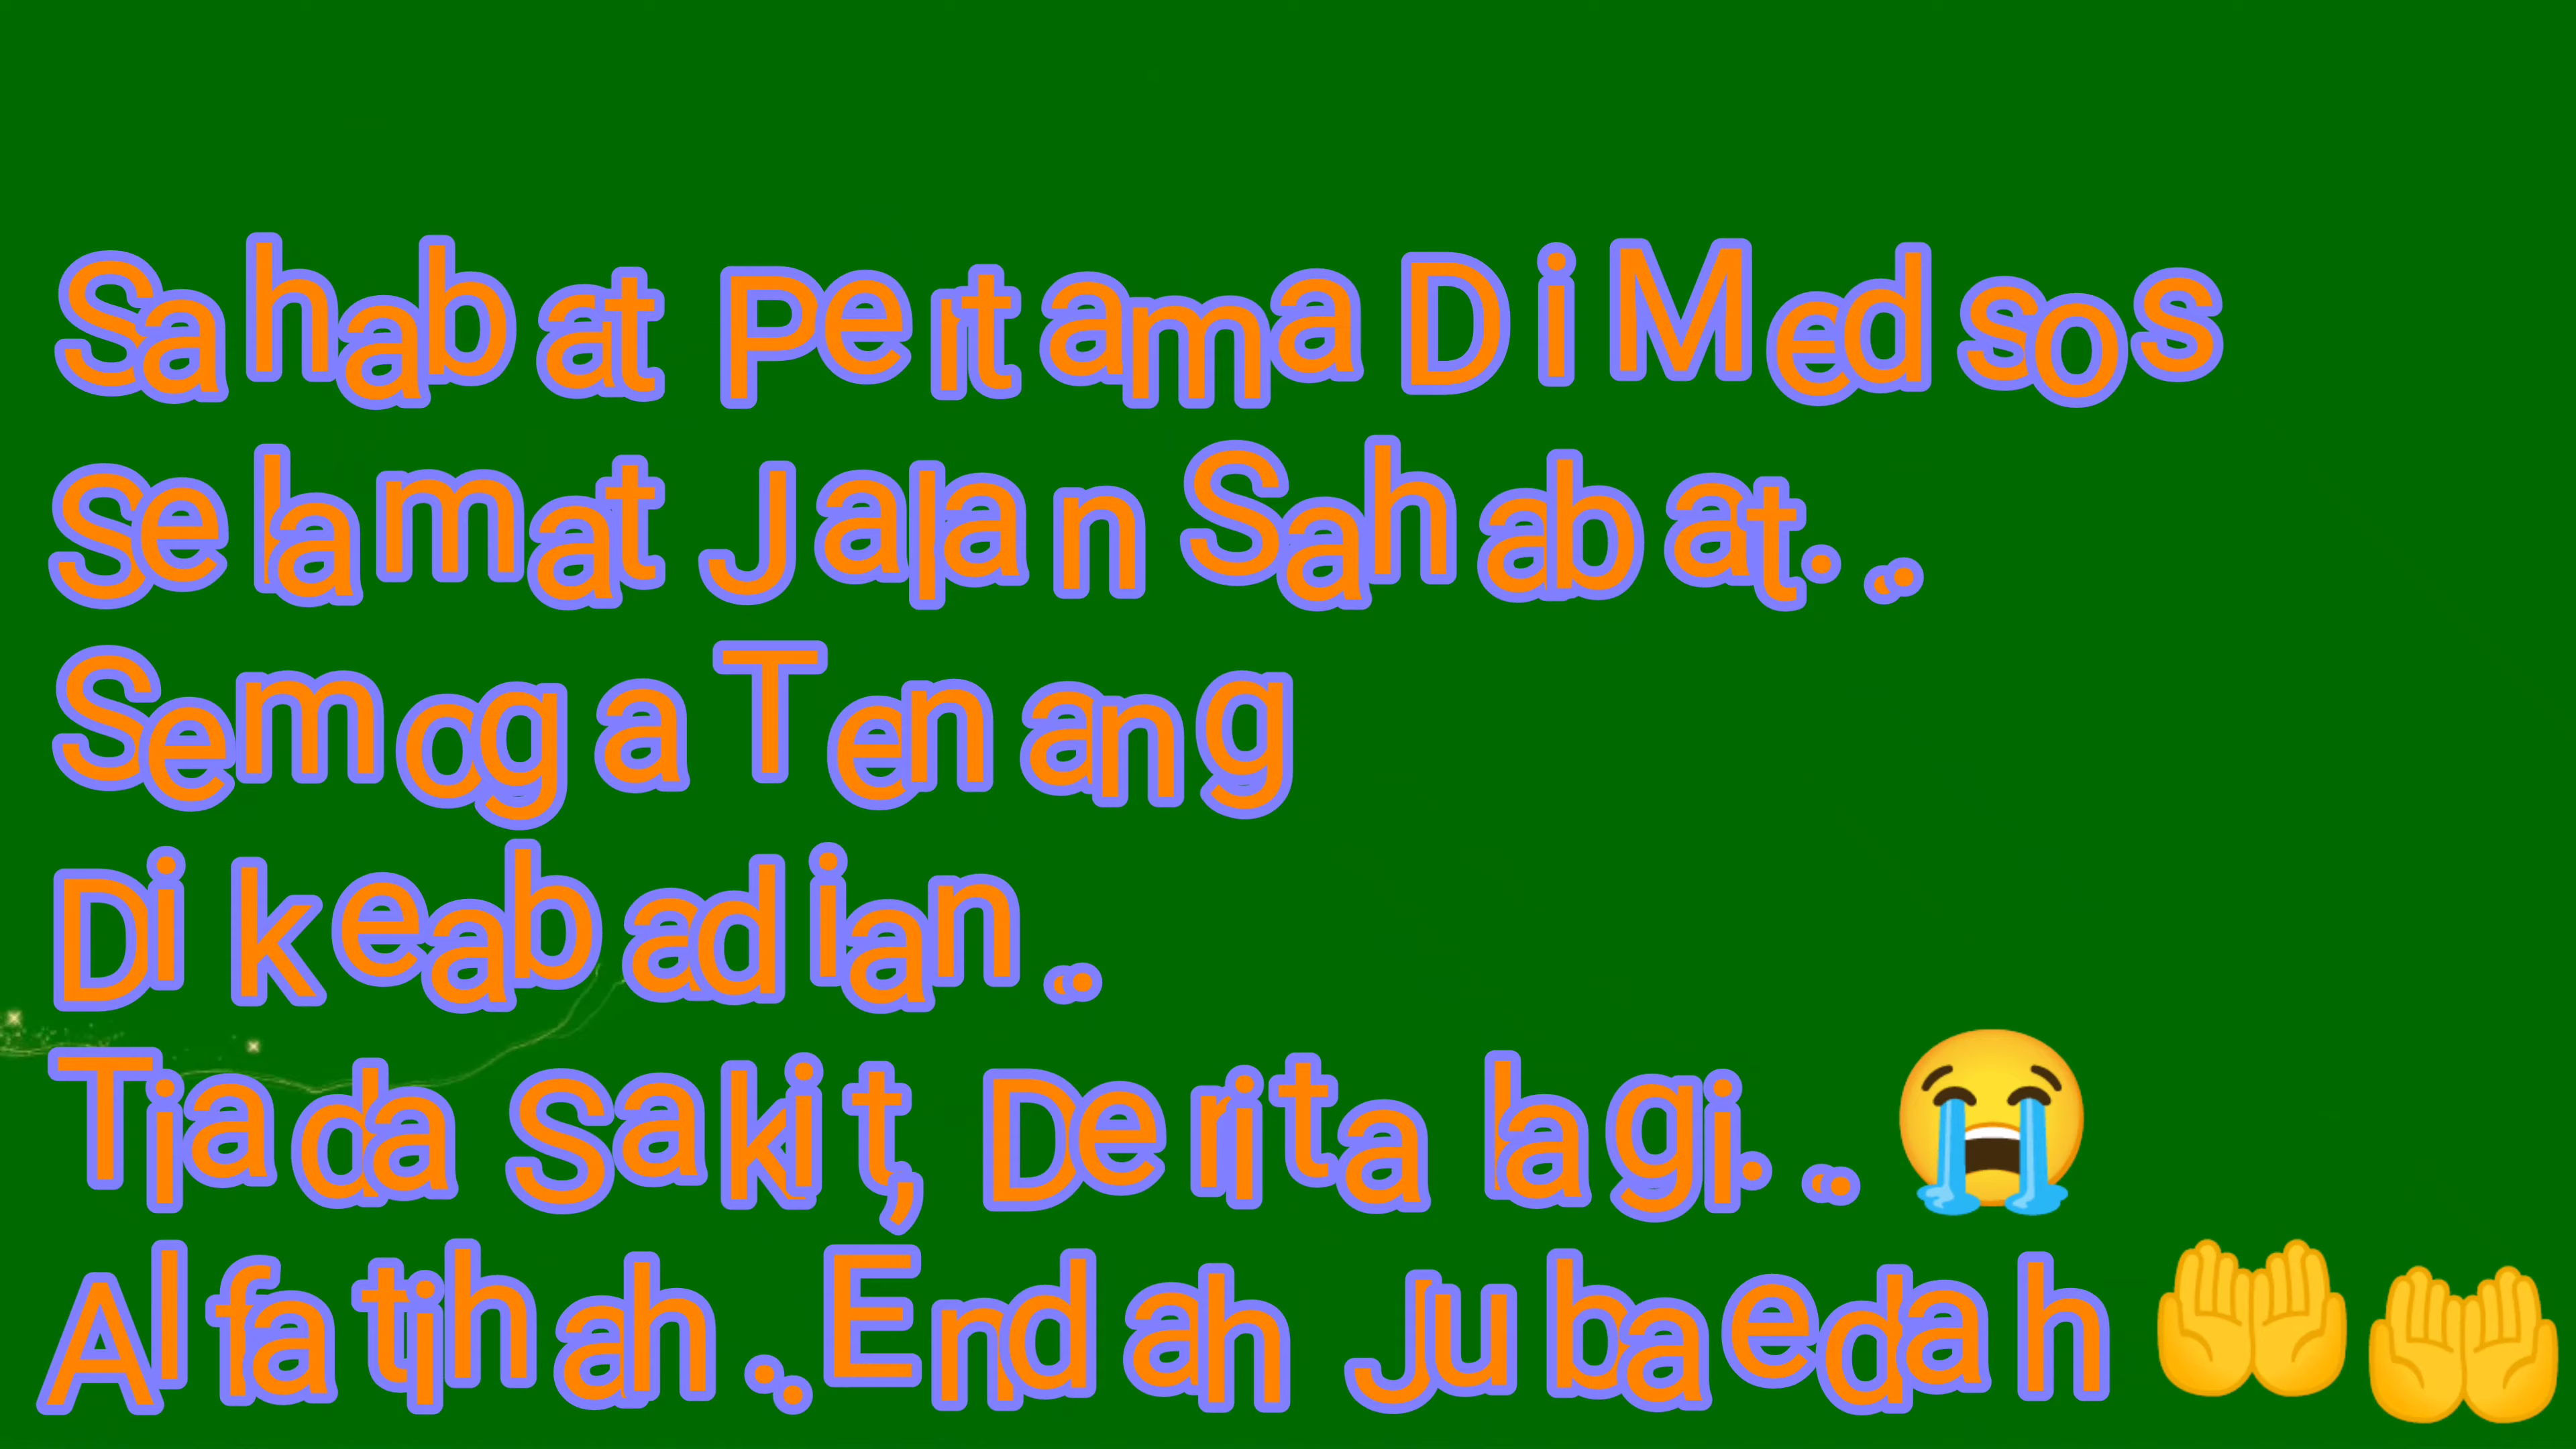 Sahabat Pertama Di Medsos
Selamat Jalan Sahabat...
Semoga Tenang
Di keabadian..
Tiada Sakit, Derita lagi... 😭
Alfatihah..Endah Jubaedah 🤲🤲